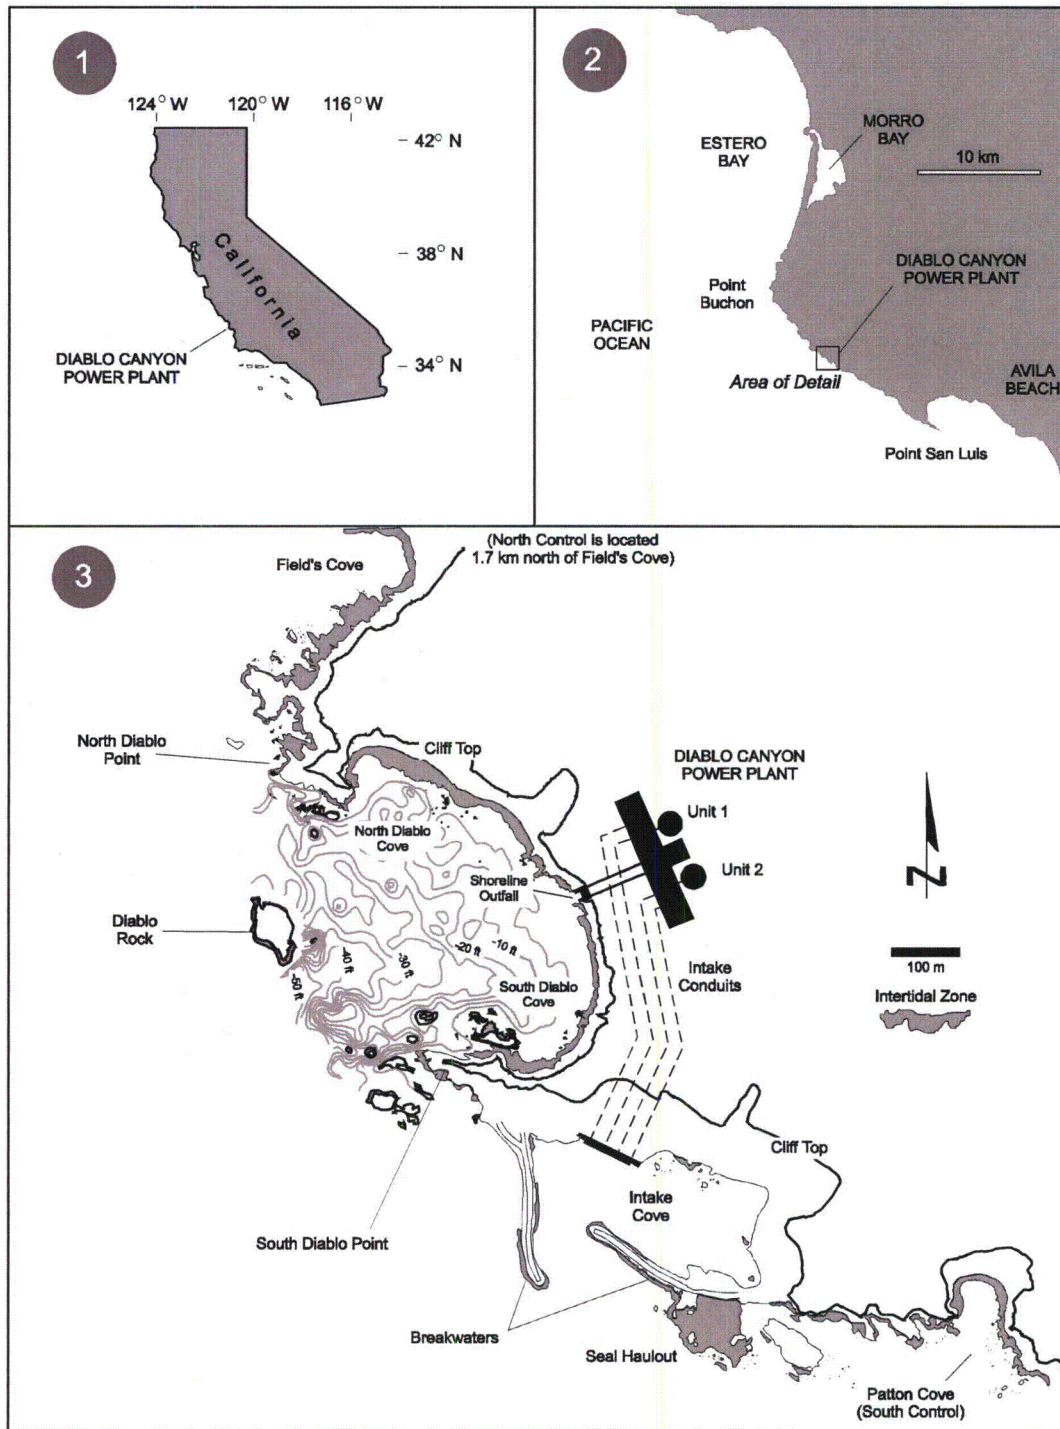 1
124° W
120° W
116° W
42° N
38° N
34° N
California
DIABLO CANYON
POWER PLANT
2
ESTERO
BAY
MORRO
BAY
10 km
DIABLO CANYON
POWER PLANT
Point
Buchon
PACIFIC
OCEAN
Area of Detail
AVILA
BEACH
Point San Luis
3
(North Control is located
1.7 km north of Field's Cove)
Field's Cove
North Diablo
Point
Cliff Top
DIABLO CANYON
POWER PLANT
Unit 1
Unit 2
North Diablo
Cove
Shoreline
Outfall
Diablo
Rock
-10 ft
-20 ft
-30 ft
-40 ft
-50 ft
South Diablo
Cove
Intake
Conduits
N
100 m
Intertidal Zone
Cliff Top
Intake
Cove
South Diablo Point
Breakwaters
Seal Haulout
Patton Cove
(South Control)